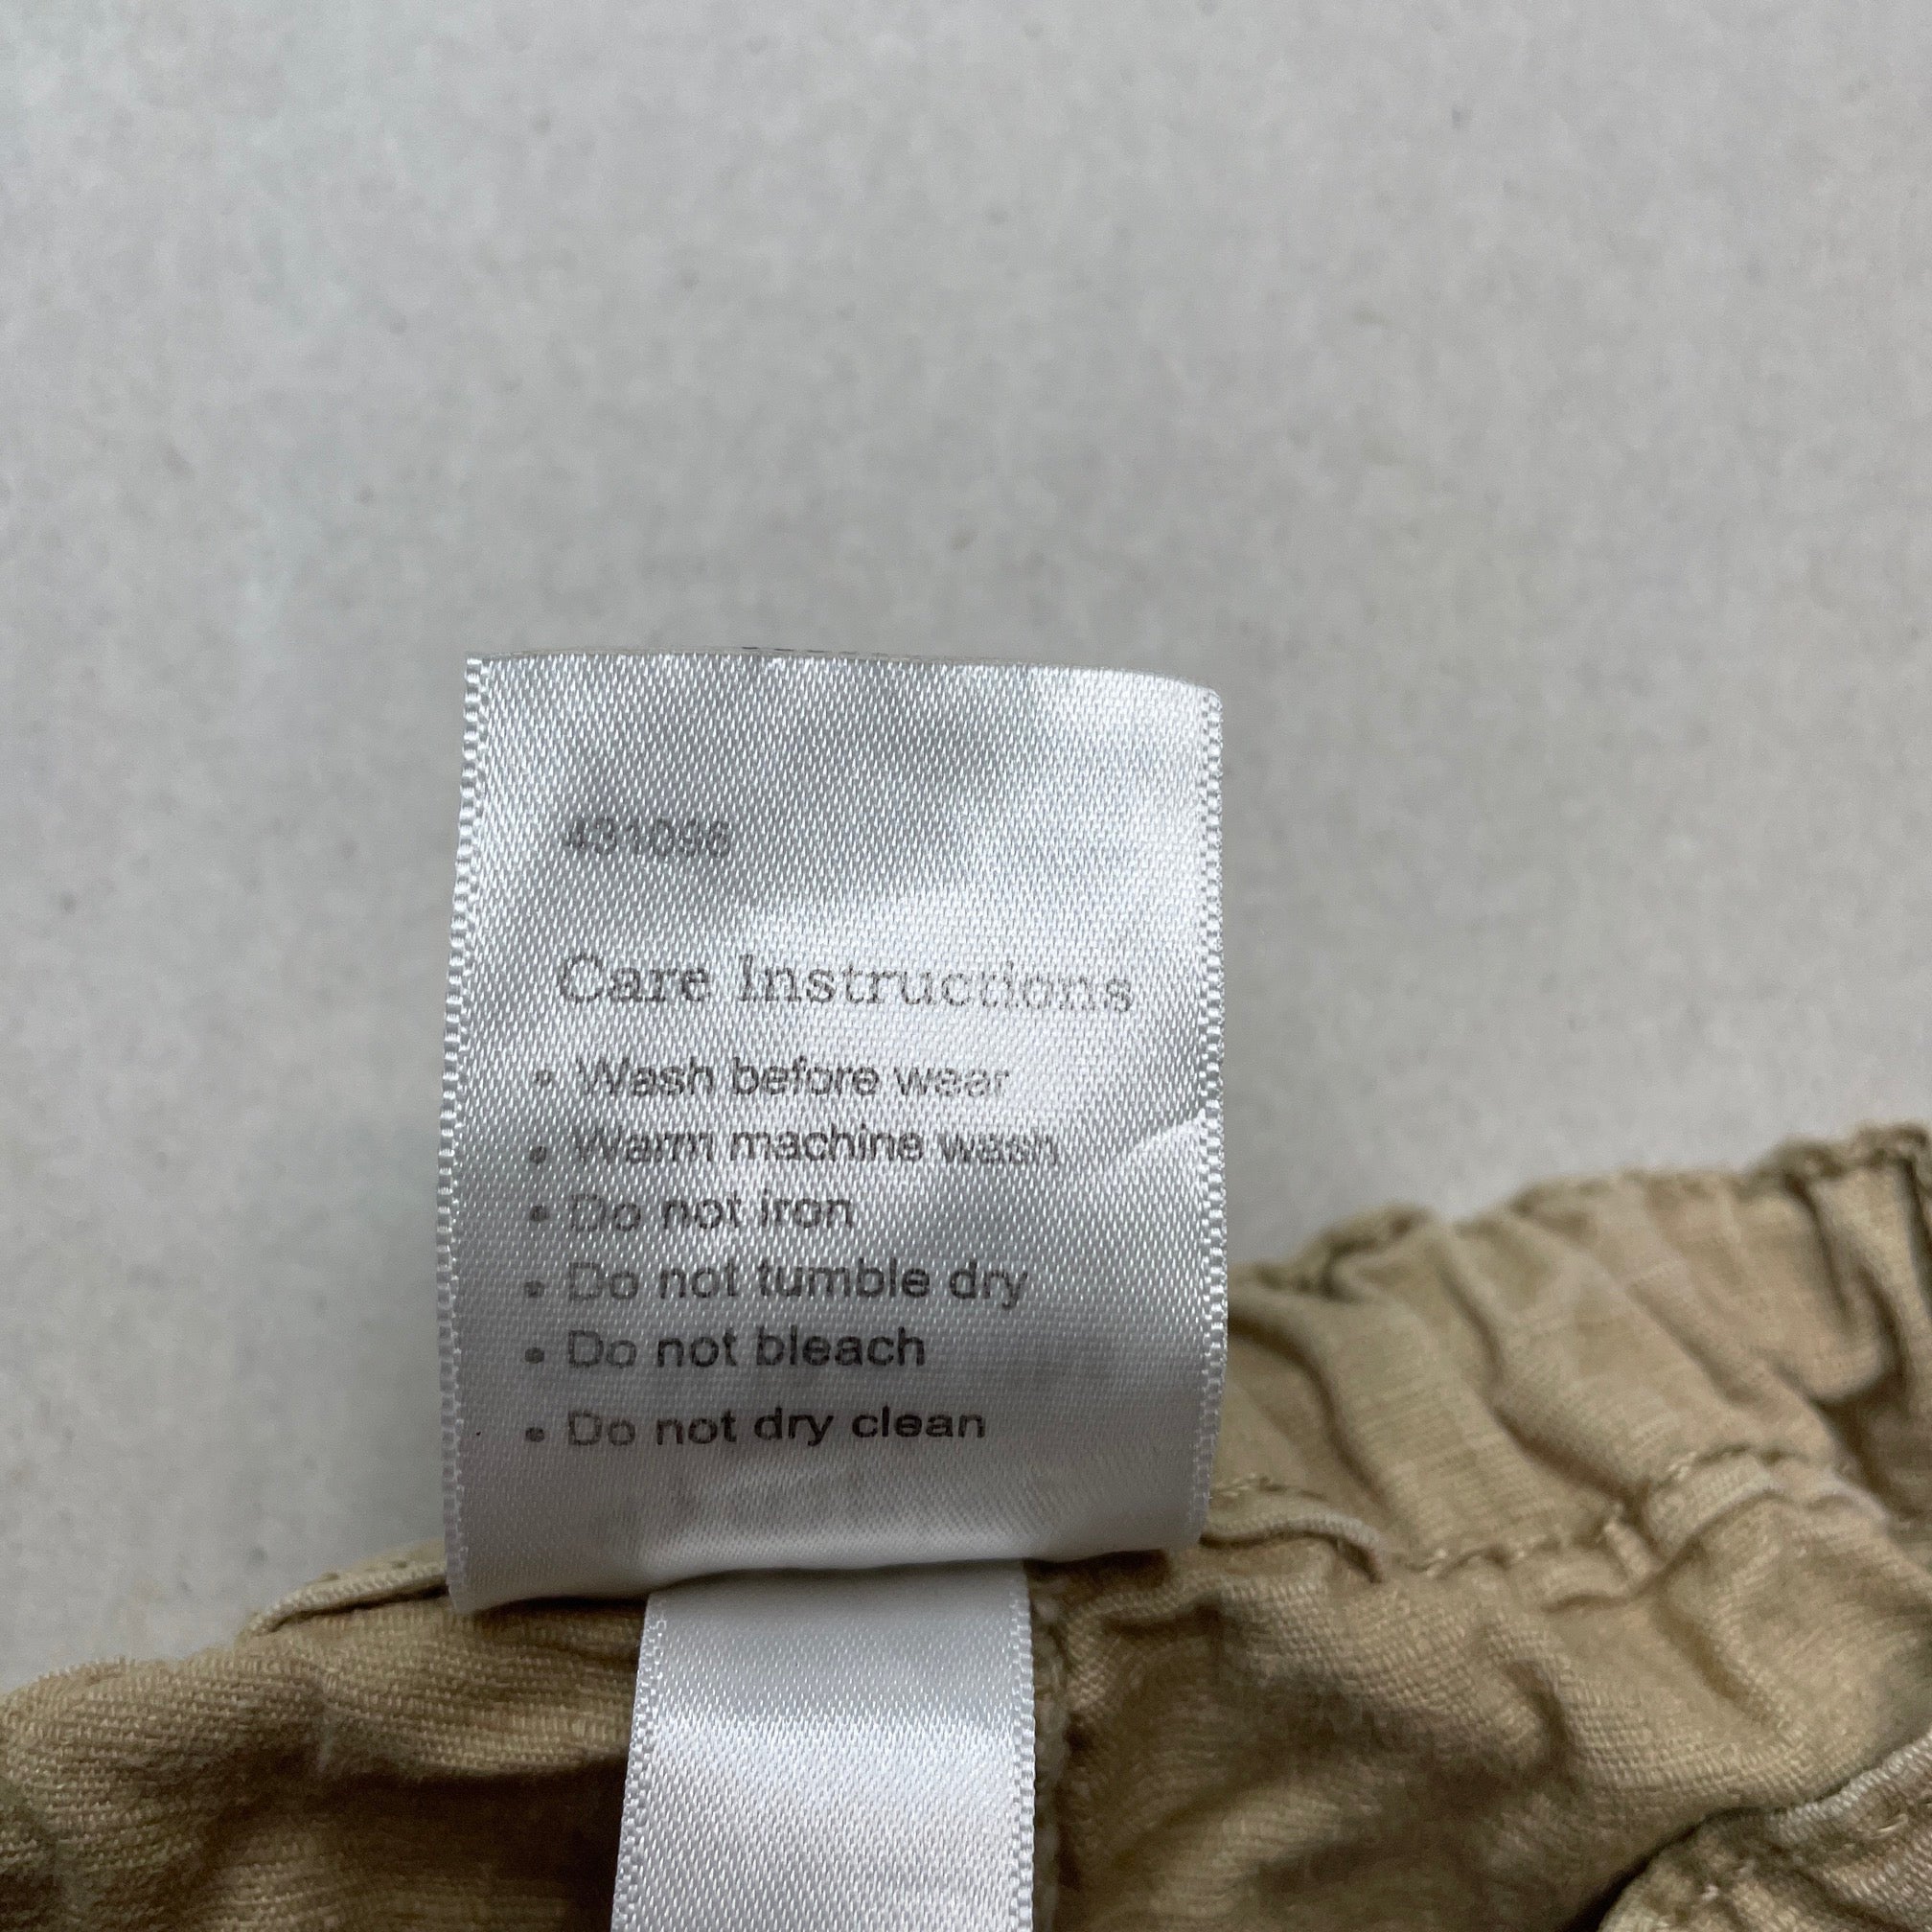 431096
Care Instructions
• Wash before wear
• Warm machine wash
• Do not iron
• Do not tumble dry
• Do not bleach
• Do not dry clean